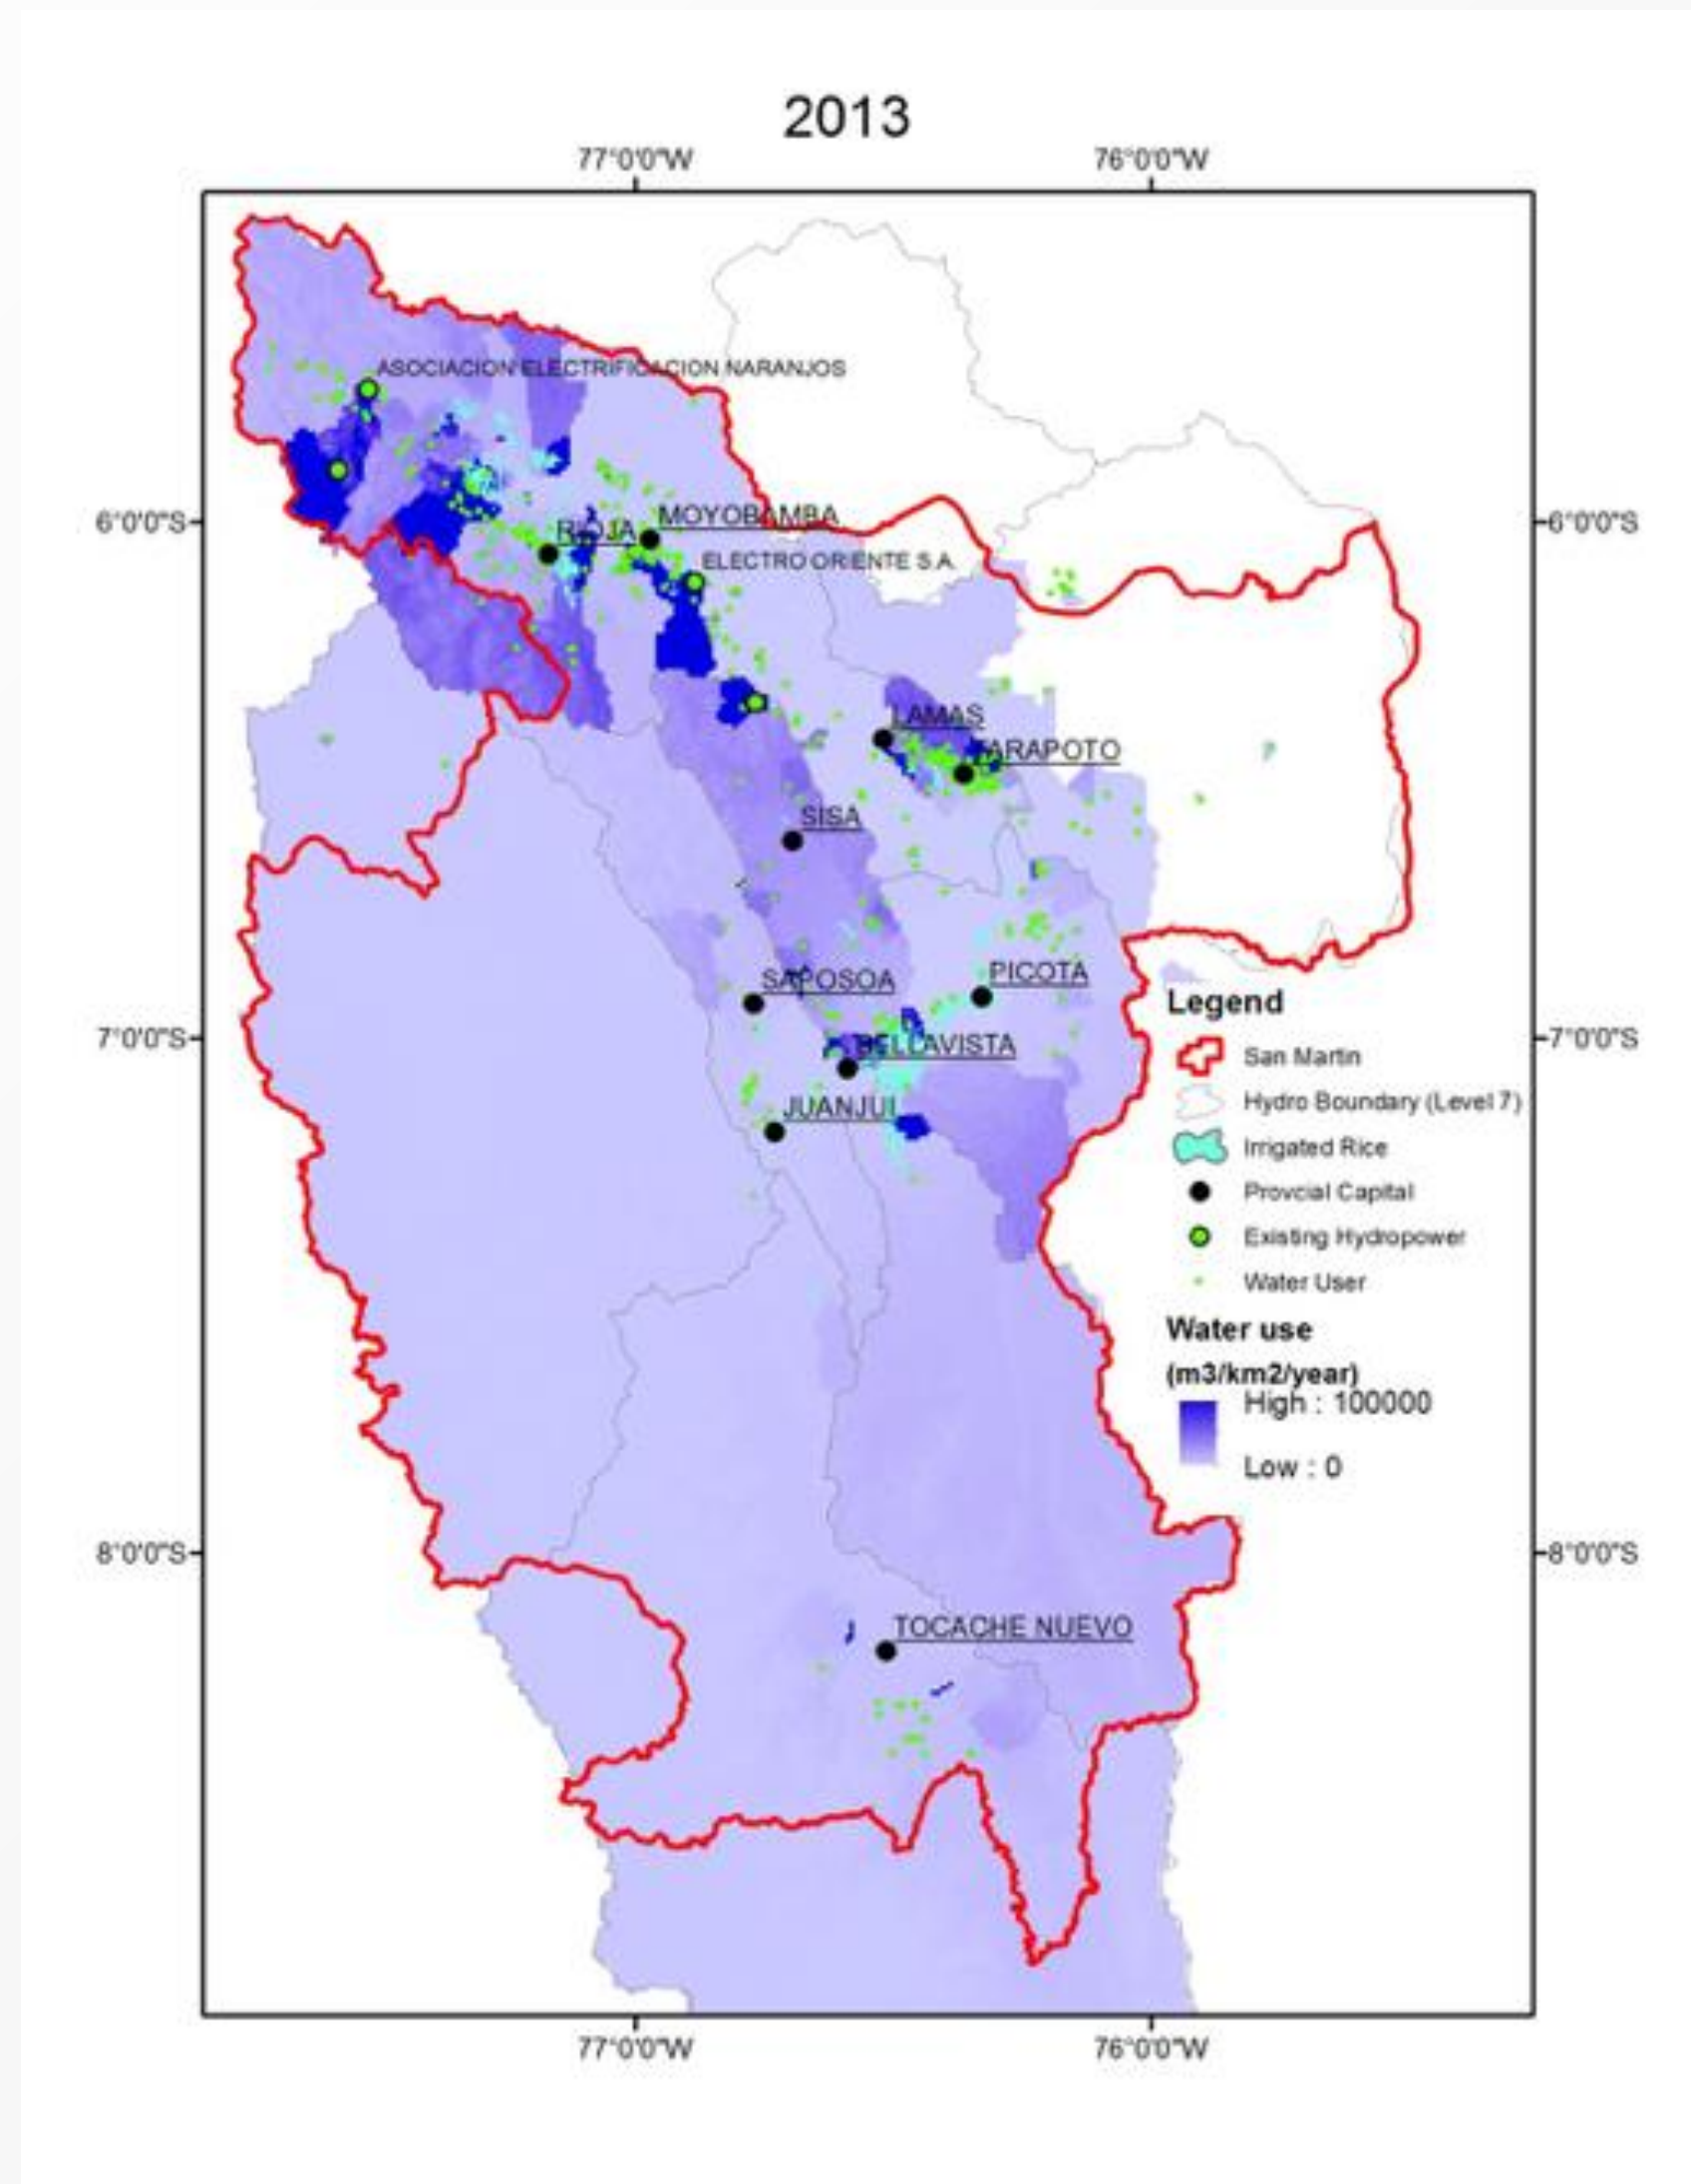 2013
77°0'0"W
76°0'0"W
ASOCIACION ELECTRIFICACION NARANJOS
6°0'0"S
MOYOBAMBA
6°0'0"S
RIOJA
ELECTRO ORIENTE S.A.
LAMAS
TARAPOTO
SISA
SAPOSOA
PICOTA
7°0'0"S
BELLAVISTA
7°0'0"S
JUANJUI
Legend
San Martin
Hydro Boundary (Level 7)
Irrigated Rice
Provcial Capital
Existing Hydropower
Water User
Water use
(m3/km2/year)
High : 100000
Low : 0
8°0'0"S
8°0'0"S
TOCACHE NUEVO
77°0'0"W
76°0'0"W